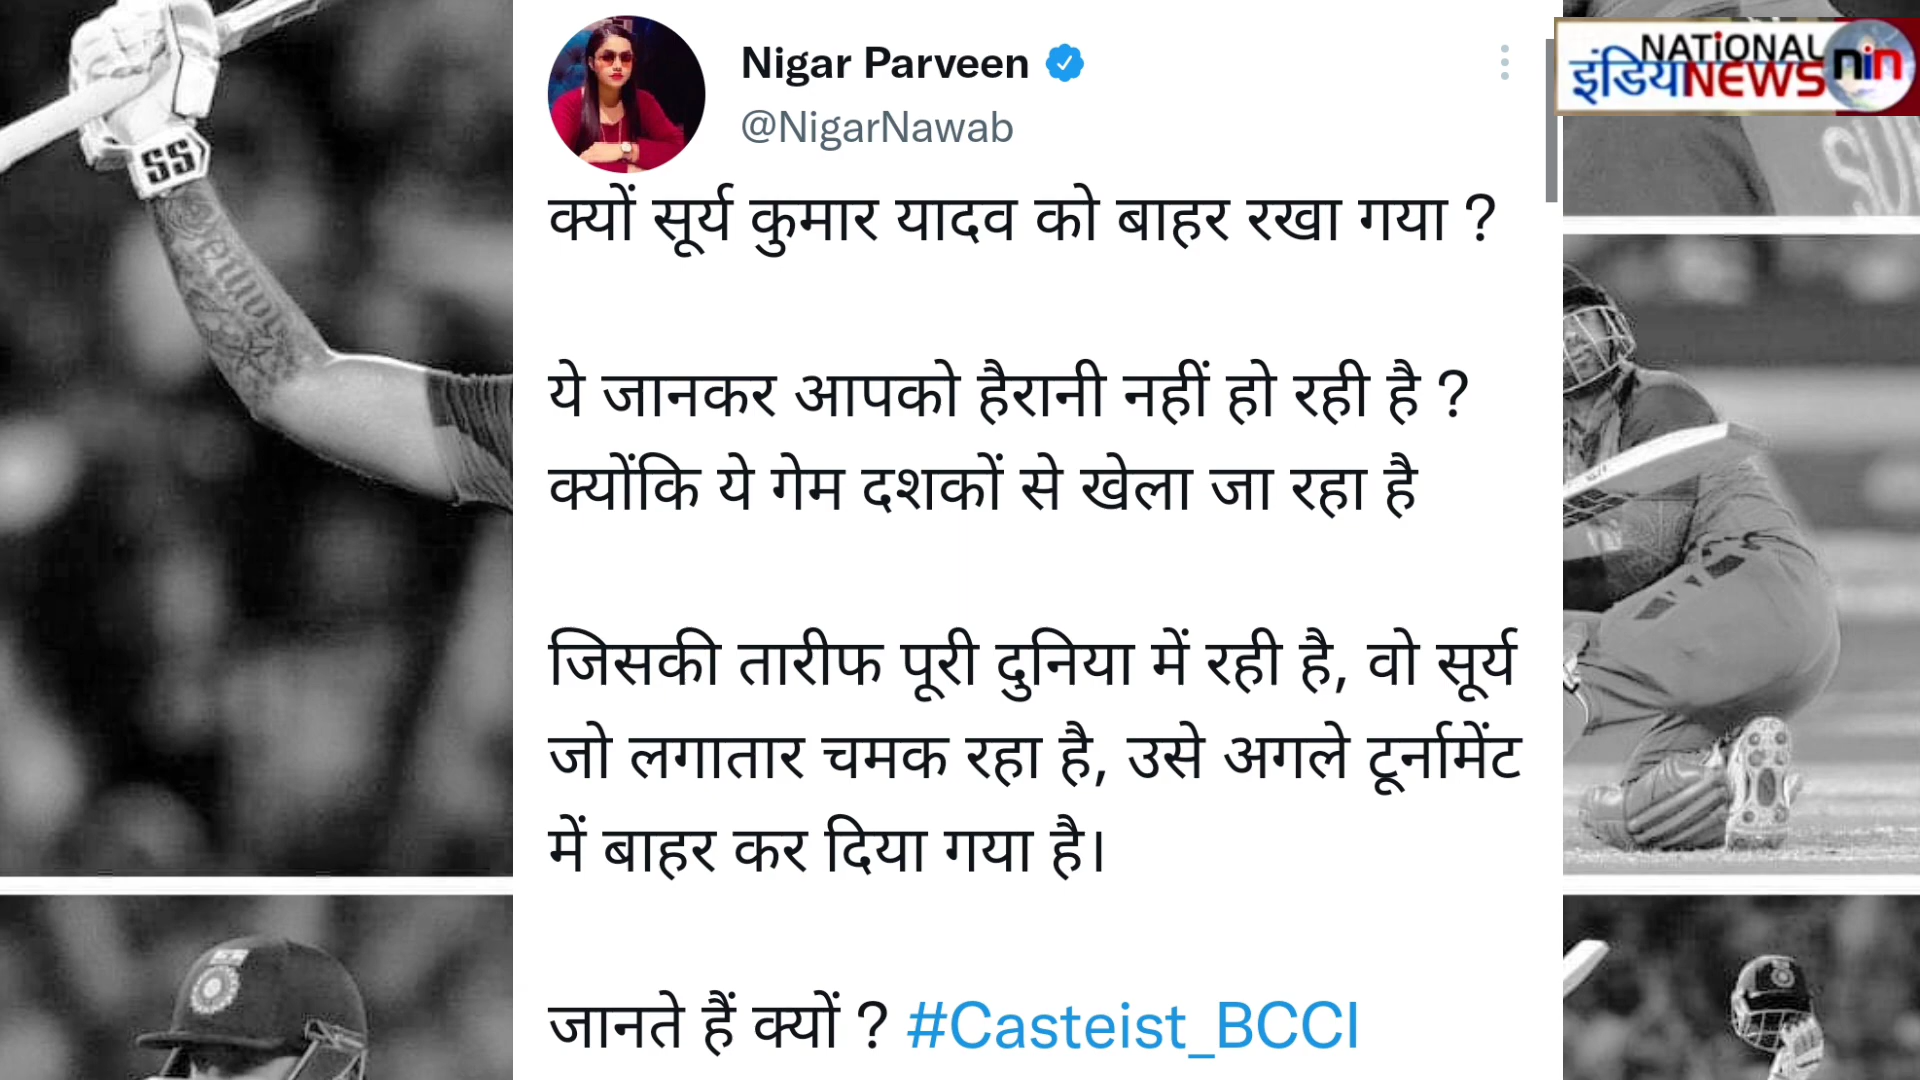 Nigar Parveen
@NigarNawab
NATiONAL
इंडियाNEWS
nin
SS
क्यों सूर्य कुमार यादव को बाहर रखा गया ?
ये जानकर आपको हैरानी नहीं हो रही है ?
क्योंकि ये गेम दशकों से खेला जा रहा है
जिसकी तारीफ पूरी दुनिया में रही है, वो सूर्य
जो लगातार चमक रहा है, उसे अगले टूर्नामेंट
में बाहर कर दिया गया है।
जानते हैं क्यों ? #Casteist_BCCI